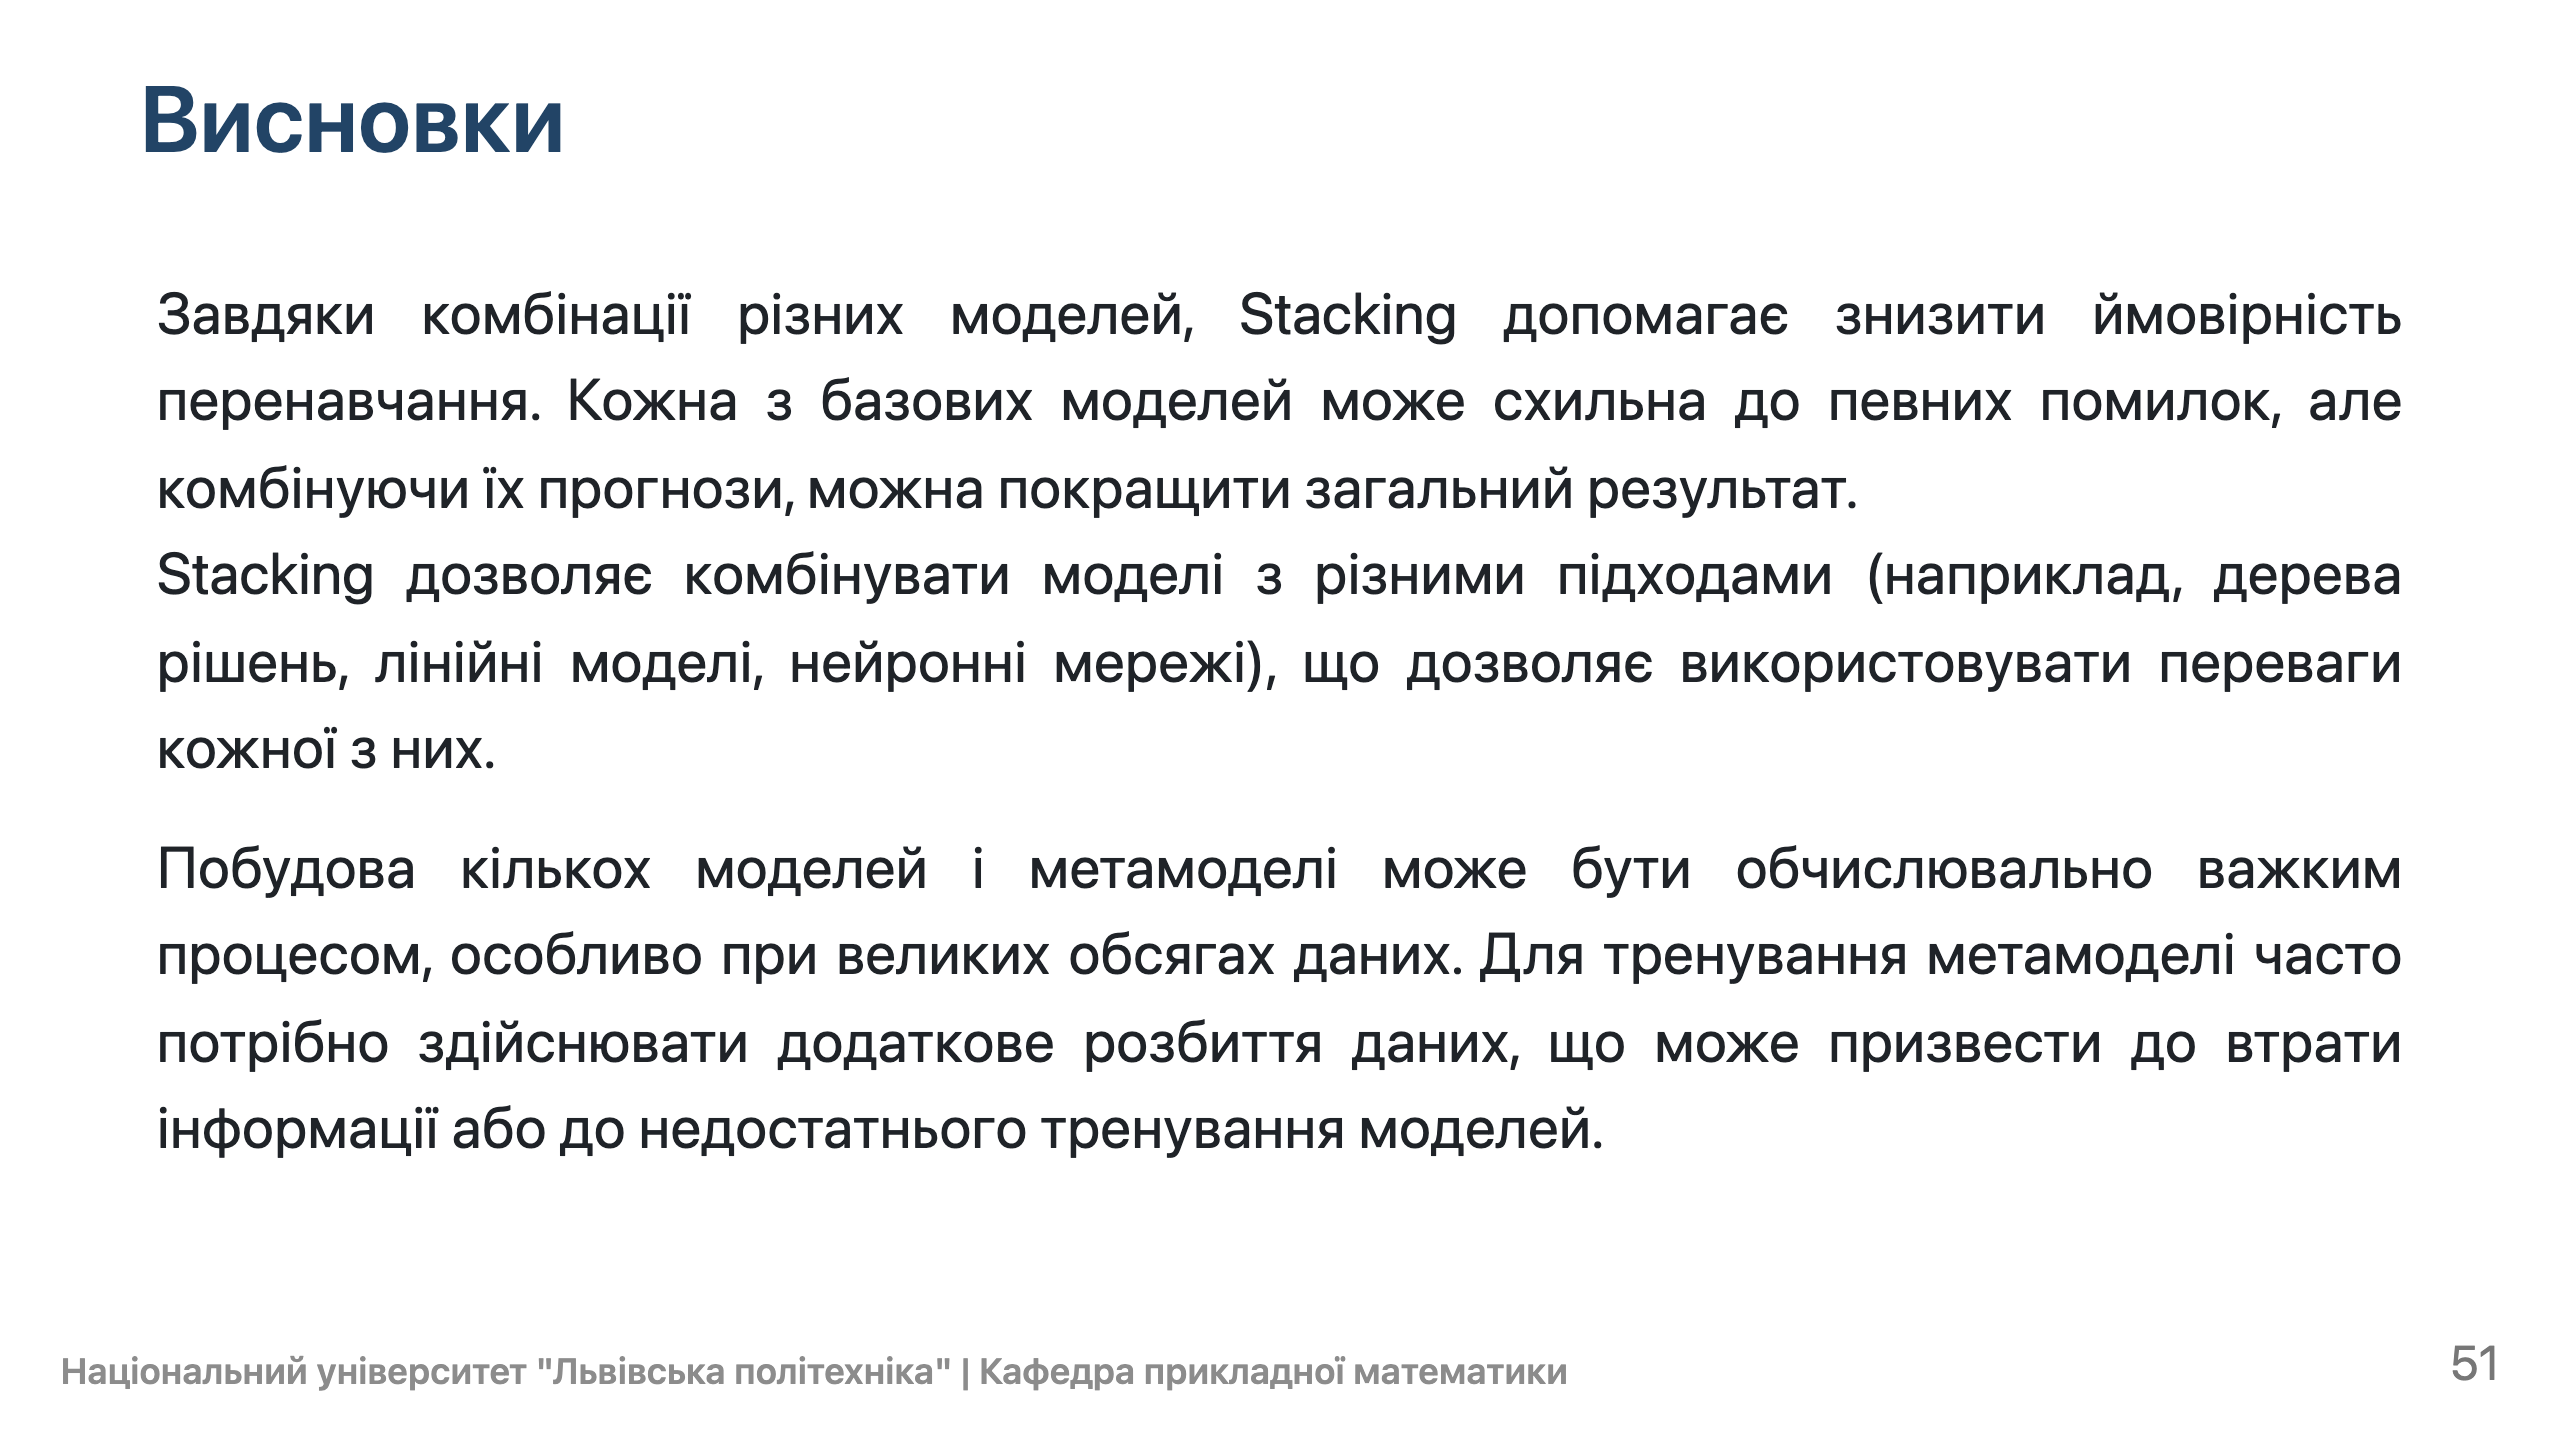 Висновки
Завдяки комбінації різних моделей, Stacking допомагає знизити ймовірність
перенавчання. Кожна з базових моделей може схильна до певних помилок, але
комбінуючи їх прогнози, можна покращити загальний результат.
Stacking дозволяє комбінувати моделі з різними підходами (наприклад, дерева
рішень, лінійні моделі, нейронні мережі), що дозволяє використовувати переваги
кожної з них.
Побудова кількох моделей і метамоделі може бути обчислювально важким
процесом, особливо при великих обсягах даних. Для тренування метамоделі часто
потрібно здійснювати додаткове розбиття даних, що може призвести до втрати
інформації або до недостатнього тренування моделей.
Національний університет "Львівська політехніка" | Кафедра прикладної математики
51